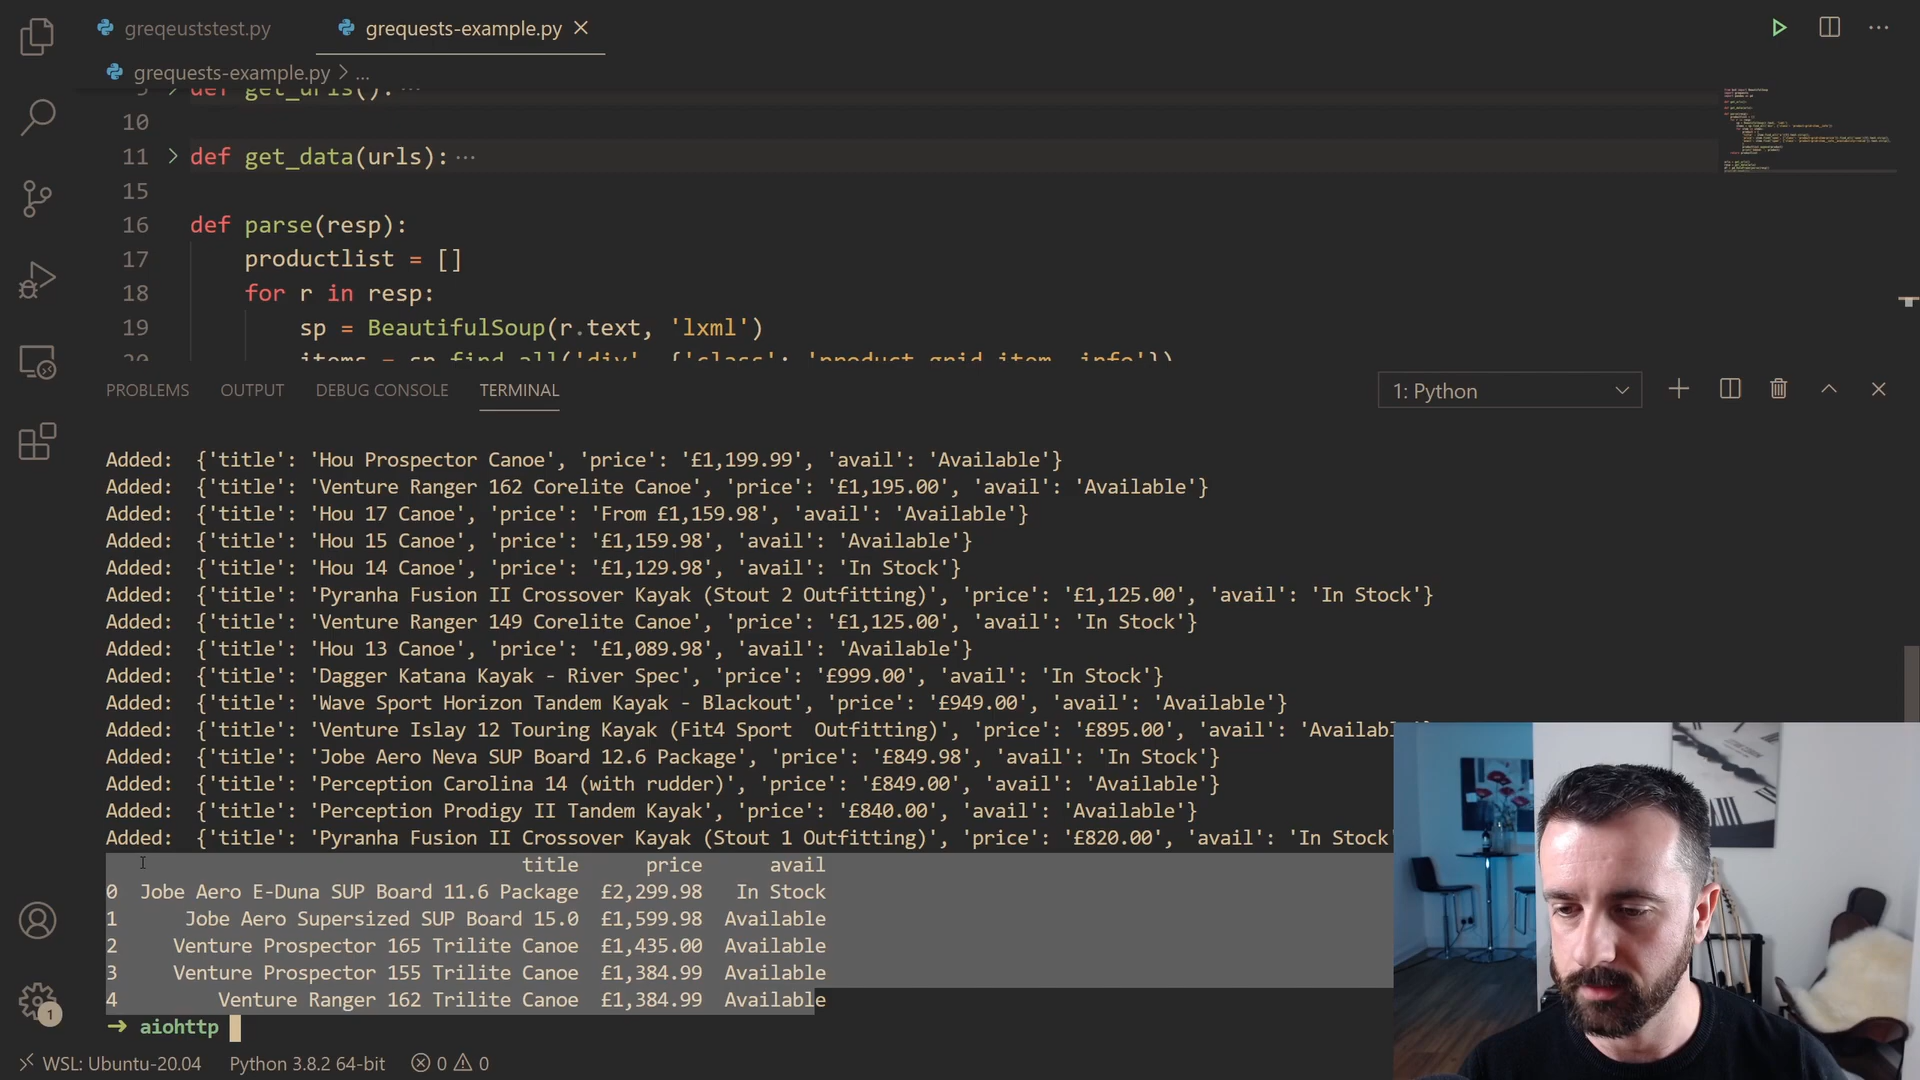 greqeuststest.py
grequests-example.py
grequests-example.py > ...
9 > def get_urls(): ...
10
11 > def get_data(urls): ...
15
16 def parse(resp):
17 productlist = []
18 for r in resp:
19 sp = BeautifulSoup(r.text, 'lxml')
20 items = sp.find_all('div', {'class': 'product-grid-item__info'})
PROBLEMS OUTPUT DEBUG CONSOLE TERMINAL
1: Python
Added: {'title': 'Hou Prospector Canoe', 'price': '£1,199.99', 'avail': 'Available'}
Added: {'title': 'Venture Ranger 162 Corelite Canoe', 'price': '£1,195.00', 'avail': 'Available'}
Added: {'title': 'Hou 17 Canoe', 'price': 'From £1,159.98', 'avail': 'Available'}
Added: {'title': 'Hou 15 Canoe', 'price': '£1,159.98', 'avail': 'Available'}
Added: {'title': 'Hou 14 Canoe', 'price': '£1,129.98', 'avail': 'In Stock'}
Added: {'title': 'Pyranha Fusion II Crossover Kayak (Stout 2 Outfitting)', 'price': '£1,125.00', 'avail': 'In Stock'}
Added: {'title': 'Venture Ranger 149 Corelite Canoe', 'price': '£1,125.00', 'avail': 'In Stock'}
Added: {'title': 'Hou 13 Canoe', 'price': '£1,089.98', 'avail': 'Available'}
Added: {'title': 'Dagger Katana Kayak - River Spec', 'price': '£999.00', 'avail': 'In Stock'}
Added: {'title': 'Wave Sport Horizon Tandem Kayak - Blackout', 'price': '£949.00', 'avail': 'Available'}
Added: {'title': 'Venture Islay 12 Touring Kayak (Fit4 Sport  Outfitting)', 'price': '£895.00', 'avail': 'Availabl
Added: {'title': 'Jobe Aero Neva SUP Board 12.6 Package', 'price': '£849.98', 'avail': 'In Stock'}
Added: {'title': 'Perception Carolina 14 (with rudder)', 'price': '£849.00', 'avail': 'Available'}
Added: {'title': 'Perception Prodigy II Tandem Kayak', 'price': '£840.00', 'avail': 'Available'}
Added: {'title': 'Pyranha Fusion II Crossover Kayak (Stout 1 Outfitting)', 'price': '£820.00', 'avail': 'In Stock'
title price avail
0 Jobe Aero E-Duna SUP Board 11.6 Package £2,299.98 In Stock
1 Jobe Aero Supersized SUP Board 15.0 £1,599.98 Available
2 Venture Prospector 165 Trilite Canoe £1,435.00 Available
3 Venture Prospector 155 Trilite Canoe £1,384.99 Available
4 Venture Ranger 162 Trilite Canoe £1,384.99 Available
➜ aiohttp
1
WSL: Ubuntu-20.04 Python 3.8.2 64-bit 0 0